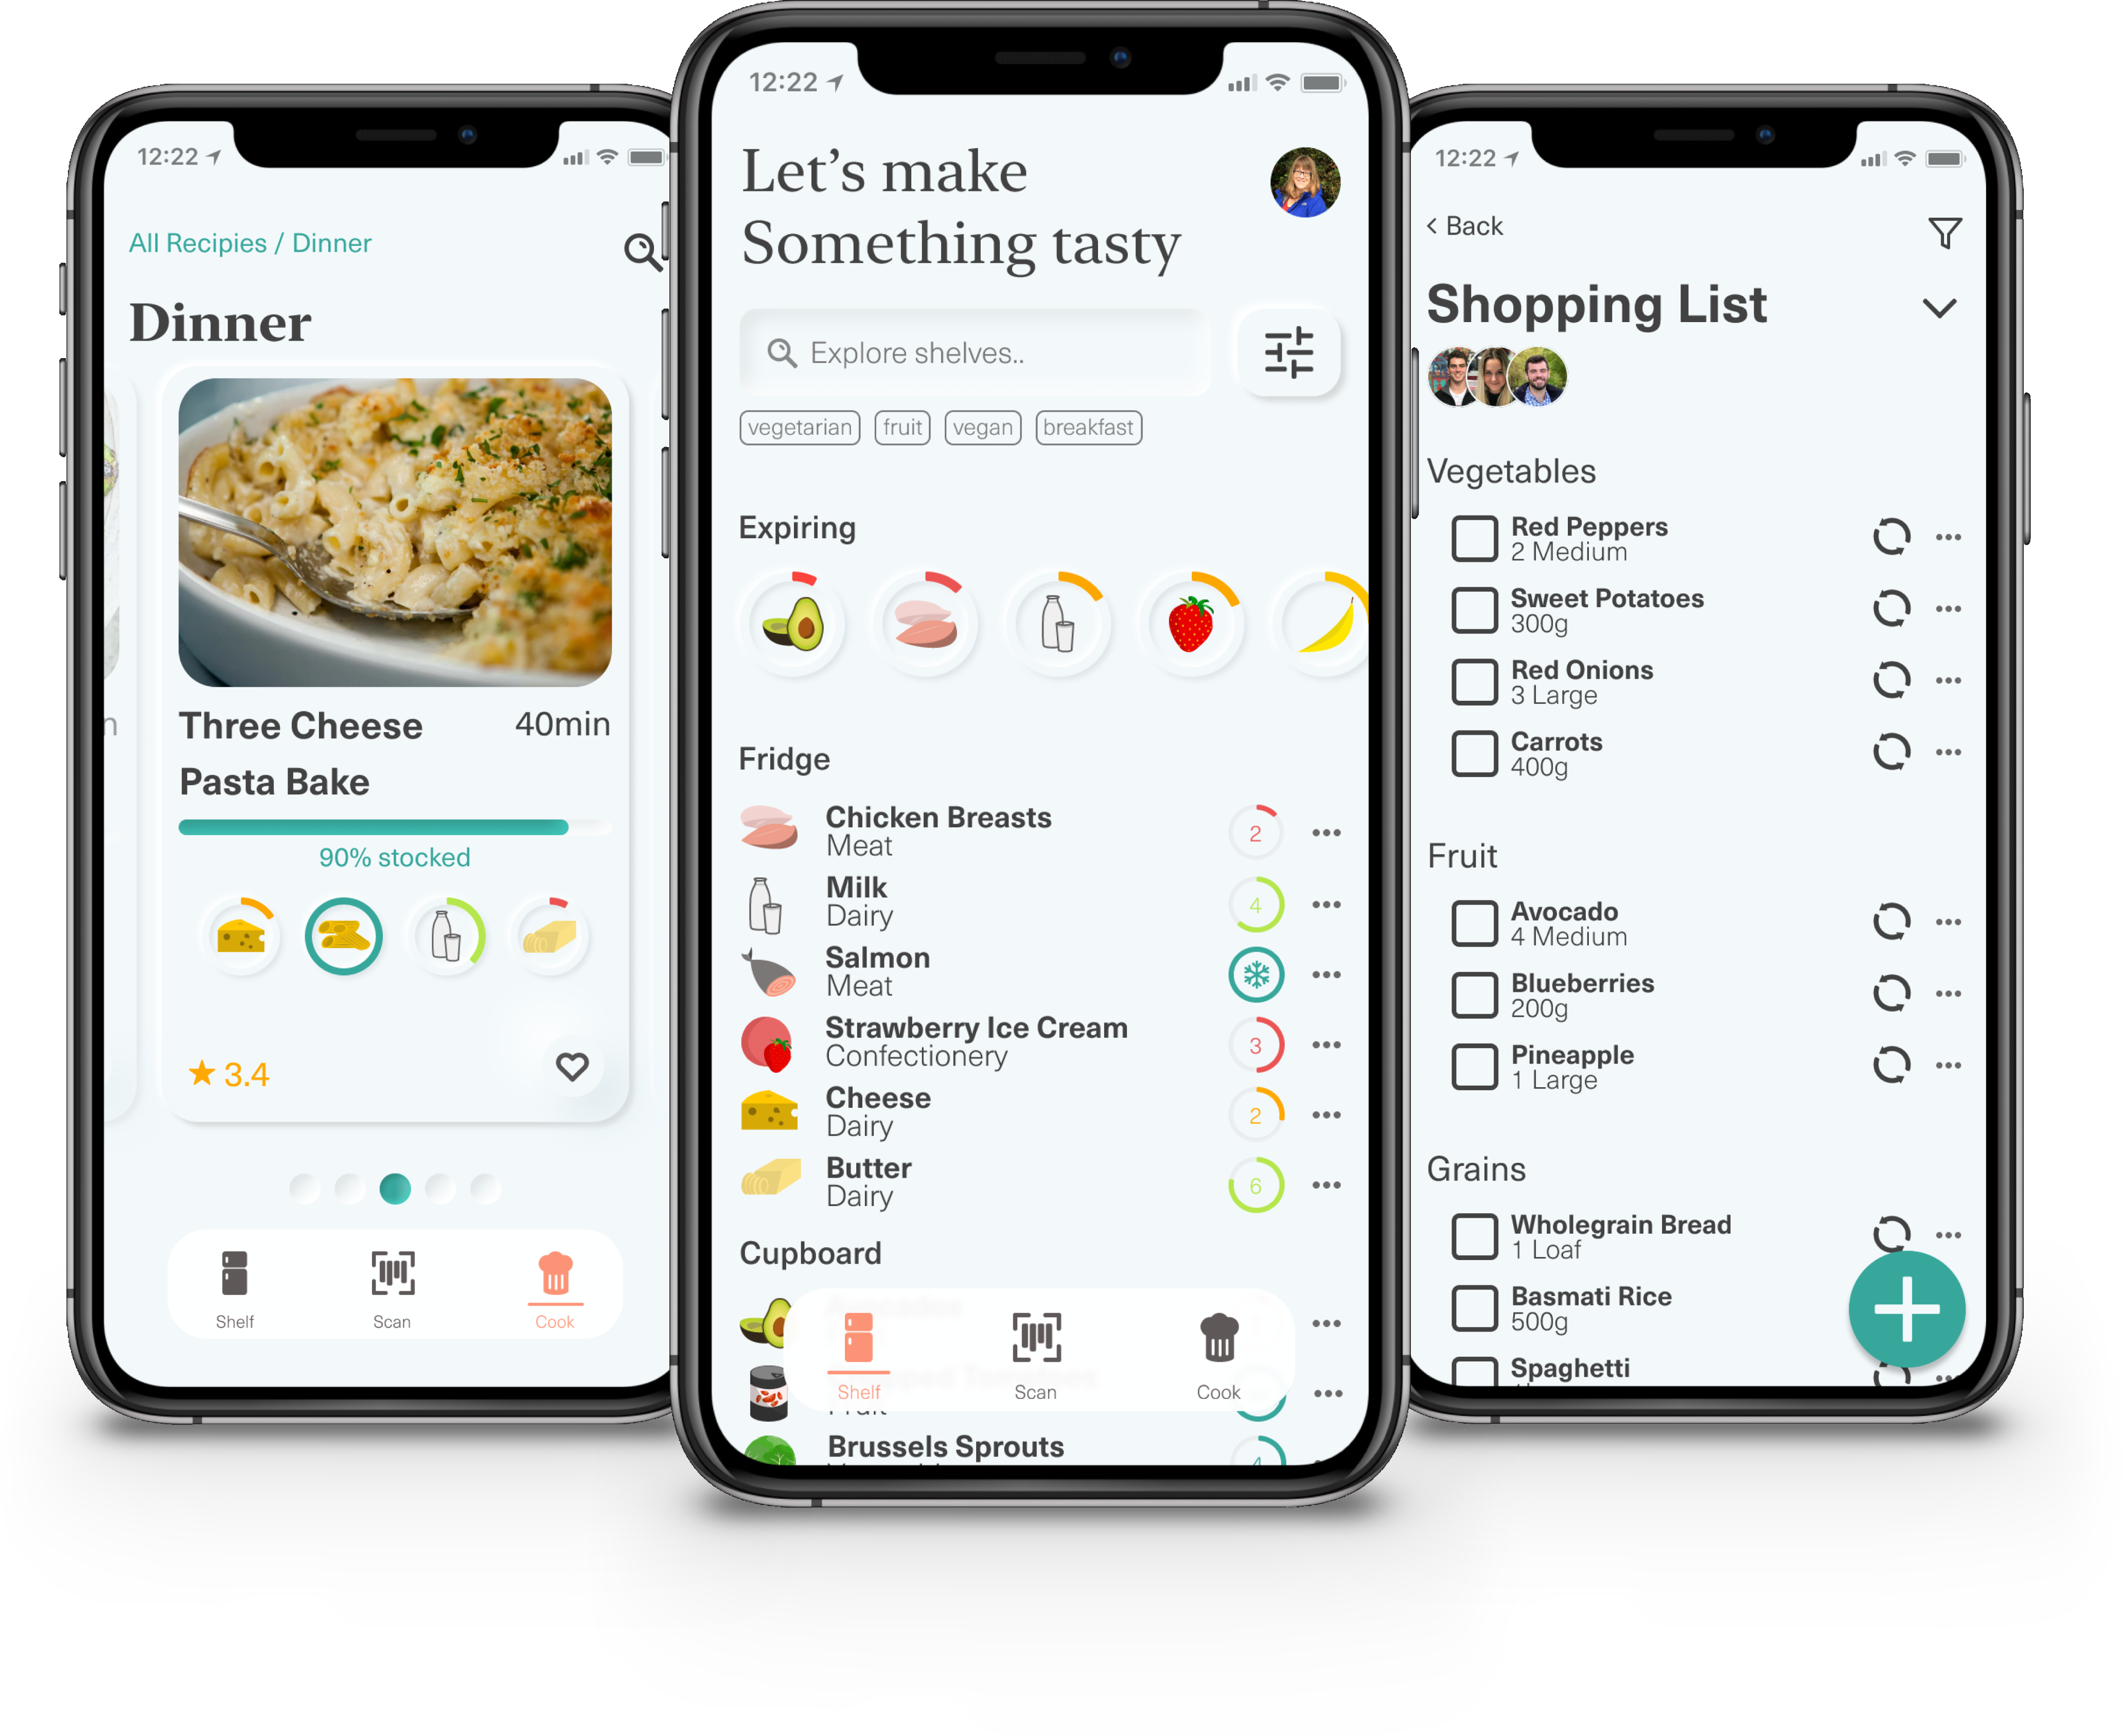 12:22
All Recipies / Dinner
Dinner
Three Cheese
40min
Pasta Bake
90% stocked
3.4
Shelf
Scan
Cook
12:22
Let’s make
Something tasty
Explore shelves..
vegetarian
fruit
vegan
breakfast
Expiring
Fridge
Chicken Breasts
Meat
2
Milk
Dairy
4
Salmon
Meat
Strawberry Ice Cream
Confectionery
3
Cheese
Dairy
2
Butter
Dairy
6
Cupboard
Shelf
Scan
Cook
Brussels Sprouts
12:22
< Back
Shopping List
Vegetables
Red Peppers
2 Medium
Sweet Potatoes
300g
Red Onions
3 Large
Carrots
400g
Fruit
Avocado
4 Medium
Blueberries
200g
Pineapple
1 Large
Grains
Wholegrain Bread
1 Loaf
Basmati Rice
500g
Spaghetti